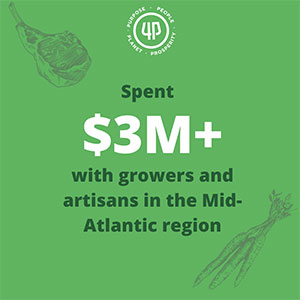 PURPOSE · PEOPLE · PROSPERITY · PLANET
4P
Spent
$3M+
with growers and
artisans in the Mid-
Atlantic region